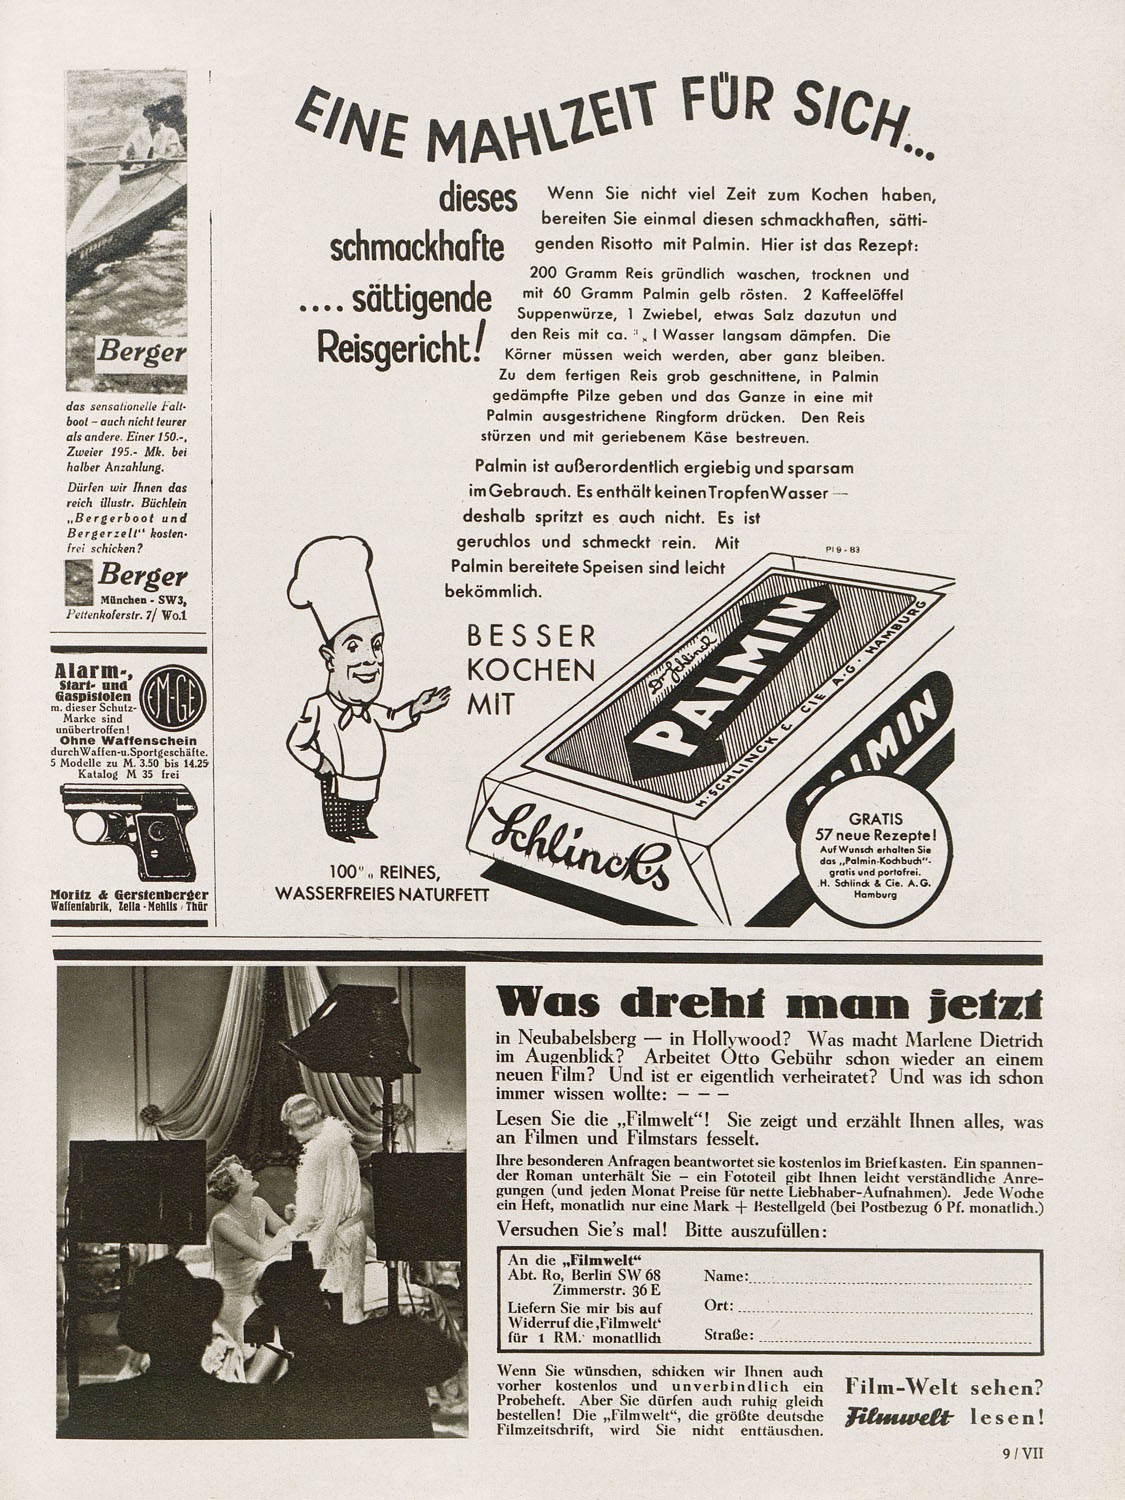 Berger
das sensationelle Falt-
boot – auch nicht teurer
als andere. Einer 150.-,
Zweier 195.- Mk. bei
halber Anzahlung.
Dürfen wir Ihnen das
reich illustr. Büchlein
„Bergerboot und
Bergerzelt" kosten-
frei schicken?
Berger
München - SW3,
Pettenkoferstr. 7/ Wo.1
Alarm-,
Start- und
Gaspistolen
m. dieser Schutz-
Marke sind
unübertroffen!
EM-GE
Ohne Waffenschein
durch Waffen-u.Sportgeschäfte.
5 Modelle zu M. 3.50 bis 14.25
Katalog M 35 frei
Moritz & Gerstenberger
Waffenfabrik, Zella-Mehlis / Thür
EINE MAHLZEIT FÜR SICH...
dieses
schmackhafte
.... sättigende
Reisgericht!
Wenn Sie nicht viel Zeit zum Kochen haben,
bereiten Sie einmal diesen schmackhaften, sätti-
genden Risotto mit Palmin. Hier ist das Rezept:
200 Gramm Reis gründlich waschen, trocknen und
mit 60 Gramm Palmin gelb rösten. 2 Kaffeelöffel
Suppenwürze, 1 Zwiebel, etwas Salz dazutun und
den Reis mit ca. l Wasser langsam dämpfen. Die
Körner müssen weich werden, aber ganz bleiben.
Zu dem fertigen Reis grob geschnittene, in Palmin
gedämpfte Pilze geben und das Ganze in eine mit
Palmin ausgestrichene Ringform drücken. Den Reis
stürzen und mit geriebenem Käse bestreuen.
Palmin ist außerordentlich ergiebig und sparsam
im Gebrauch. Es enthält keinen Tropfen Wasser —
deshalb spritzt es auch nicht. Es ist
geruchlos und schmeckt rein. Mit
Palmin bereitete Speisen sind leicht
bekömmlich.
Pl 9 - 83
BESSER
KOCHEN
MIT
Dr. Schlinck
PALMIN
H. SCHLINCK & CIE A.G. HAMBURG
Schlinck's
PALMIN
100% REINES,
WASSERFREIES NATURFETT
GRATIS
57 neue Rezepte!
Auf Wunsch erhalten Sie
das „Palmin-Kochbuch"-
gratis und portofrei.
H. Schlinck & Cie. A. G.
Hamburg
Was dreht man jetzt
in Neubabelsberg — in Hollywood? Was macht Marlene Dietrich
im Augenblick? Arbeitet Otto Gebühr schon wieder an einem
neuen Film? Und ist er eigentlich verheiratet? Und was ich schon
immer wissen wollte: – – –
Lesen Sie die „Filmwelt"! Sie zeigt und erzählt Ihnen alles, was
an Filmen und Filmstars fesselt.
Ihre besonderen Anfragen beantwortet sie kostenlos im Briefkasten. Ein spannen-
der Roman unterhält Sie – ein Fototeil gibt Ihnen leicht verständliche Anre-
gungen (und jeden Monat Preise für nette Liebhaber-Aufnahmen). Jede Woche
ein Heft, monatlich nur eine Mark + Bestellgeld (bei Postbezug 6 Pf. monatlich.)
Versuchen Sie's mal! Bitte auszufüllen:
An die „Filmwelt"
Abt. Ro, Berlin SW 68
Zimmerstr. 36 E
Liefern Sie mir bis auf
Widerruf die ‚Filmwelt'
für 1 RM. monatllich
Name:
Ort:
Straße:
Wenn Sie wünschen, schicken wir Ihnen auch
vorher kostenlos und unverbindlich ein
Probeheft. Aber Sie dürfen auch ruhig gleich
bestellen! Die „Filmwelt", die größte deutsche
Filmzeitschrift, wird Sie nicht enttäuschen.
Film-Welt sehen?
Filmwelt lesen!
9 / VII